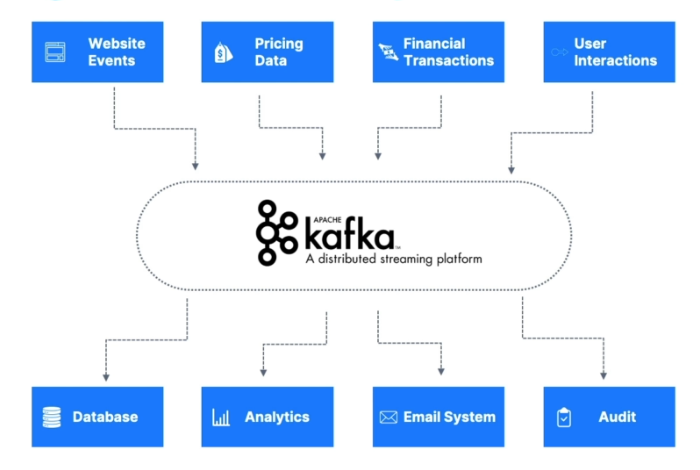 Website
Events
Pricing
Data
Financial
Transactions
User
Interactions
APACHE
kafka
A distributed streaming platform
Database
Analytics
Email System
Audit